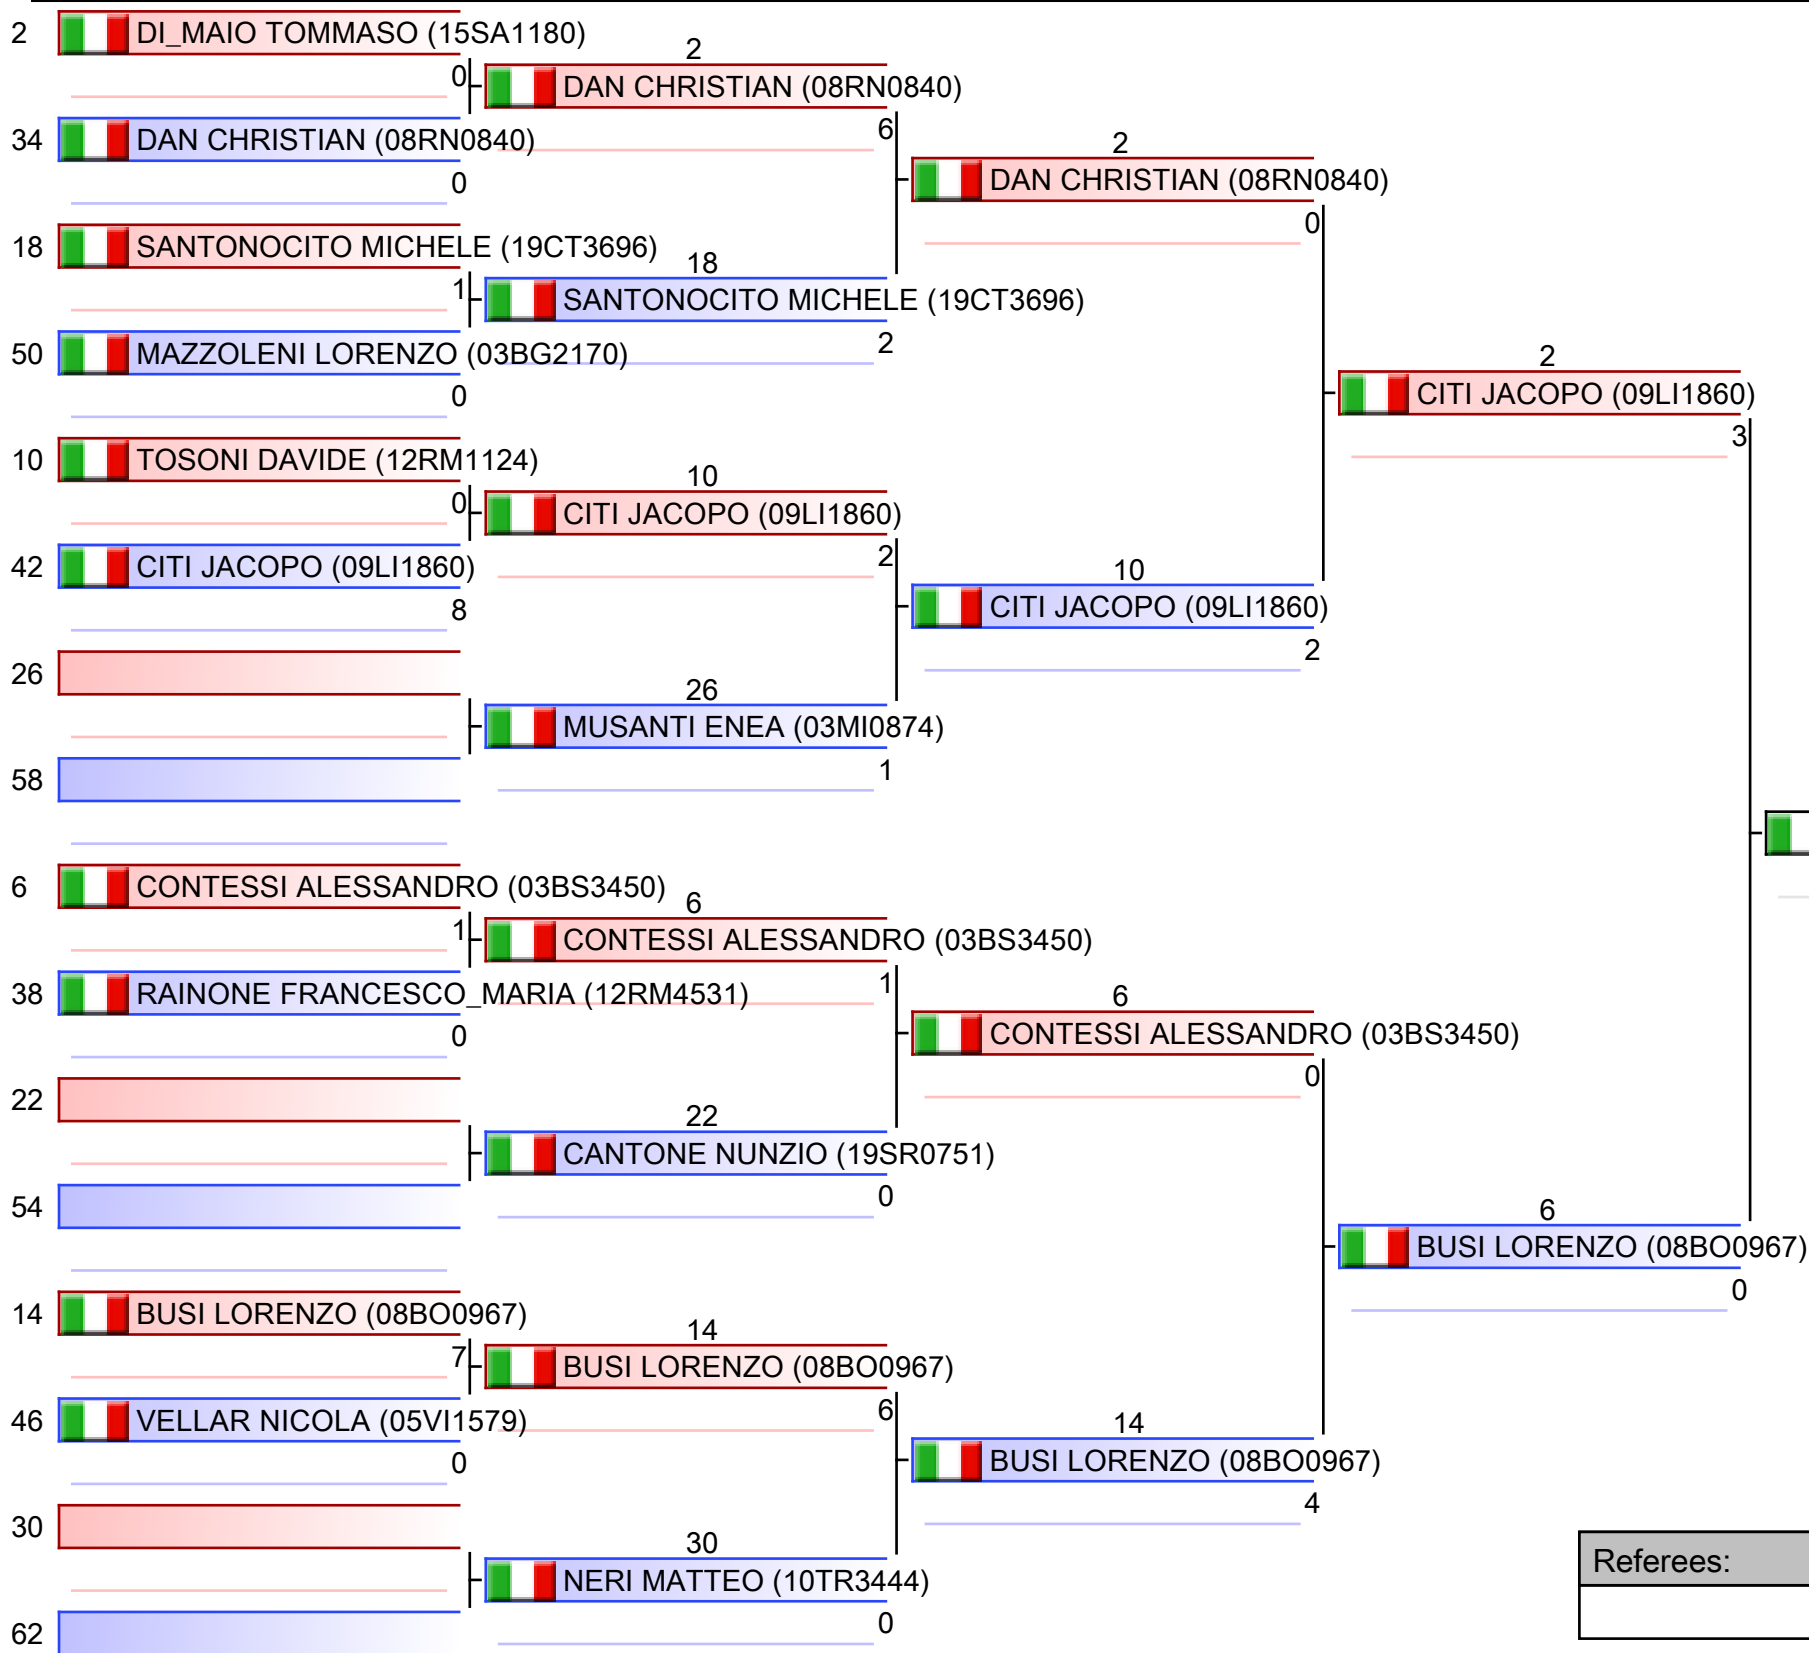 2 DI_MAIO TOMMASO (15SA1180)
0
34 DAN CHRISTIAN (08RN0840)
0
18 SANTONOCITO MICHELE (19CT3696)
1
50 MAZZOLENI LORENZO (03BG2170)
0
10 TOSONI DAVIDE (12RM1124)
0
42 CITI JACOPO (09LI1860)
8
26
58
6 CONTESSI ALESSANDRO (03BS3450)
1
38 RAINONE FRANCESCO_MARIA (12RM4531)
0
22
54
14 BUSI LORENZO (08BO0967)
7
46 VELLAR NICOLA (05VI1579)
0
30
62
2
DAN CHRISTIAN (08RN0840)
6
18
SANTONOCITO MICHELE (19CT3696)
2
10
CITI JACOPO (09LI1860)
2
26
MUSANTI ENEA (03MI0874)
1
6
CONTESSI ALESSANDRO (03BS3450)
1
22
CANTONE NUNZIO (19SR0751)
0
14
BUSI LORENZO (08BO0967)
6
30
NERI MATTEO (10TR3444)
0
2
DAN CHRISTIAN (08RN0840)
0
10
CITI JACOPO (09LI1860)
2
6
CONTESSI ALESSANDRO (03BS3450)
0
14
BUSI LORENZO (08BO0967)
4
2
CITI JACOPO (09LI1860)
3
6
BUSI LORENZO (08BO0967)
0
Referees: